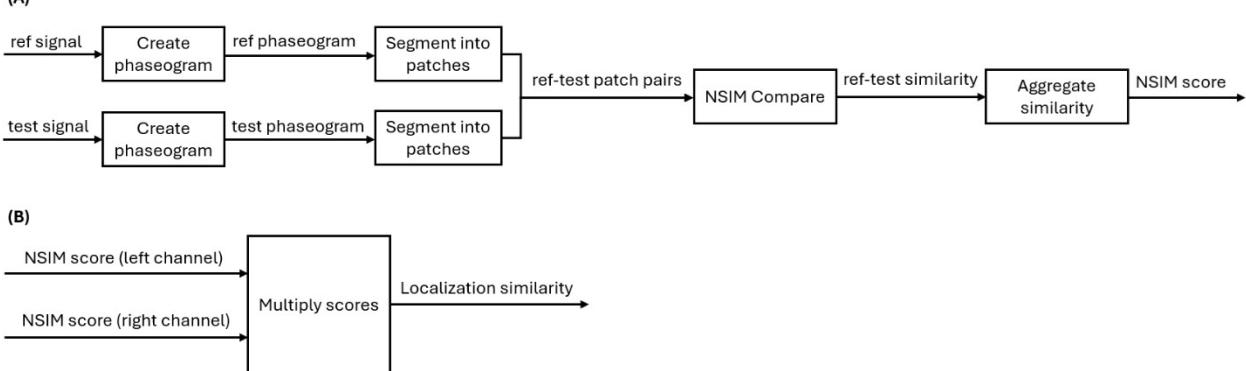 (A)
ref signal
Create
phaseogram
ref phaseogram
Segment into
patches
test signal
Create
phaseogram
test phaseogram
Segment into
patches
ref-test patch pairs
NSIM Compare
ref-test similarity
Aggregate
similarity
NSIM score
(B)
NSIM score (left channel)
NSIM score (right channel)
Multiply scores
Localization similarity